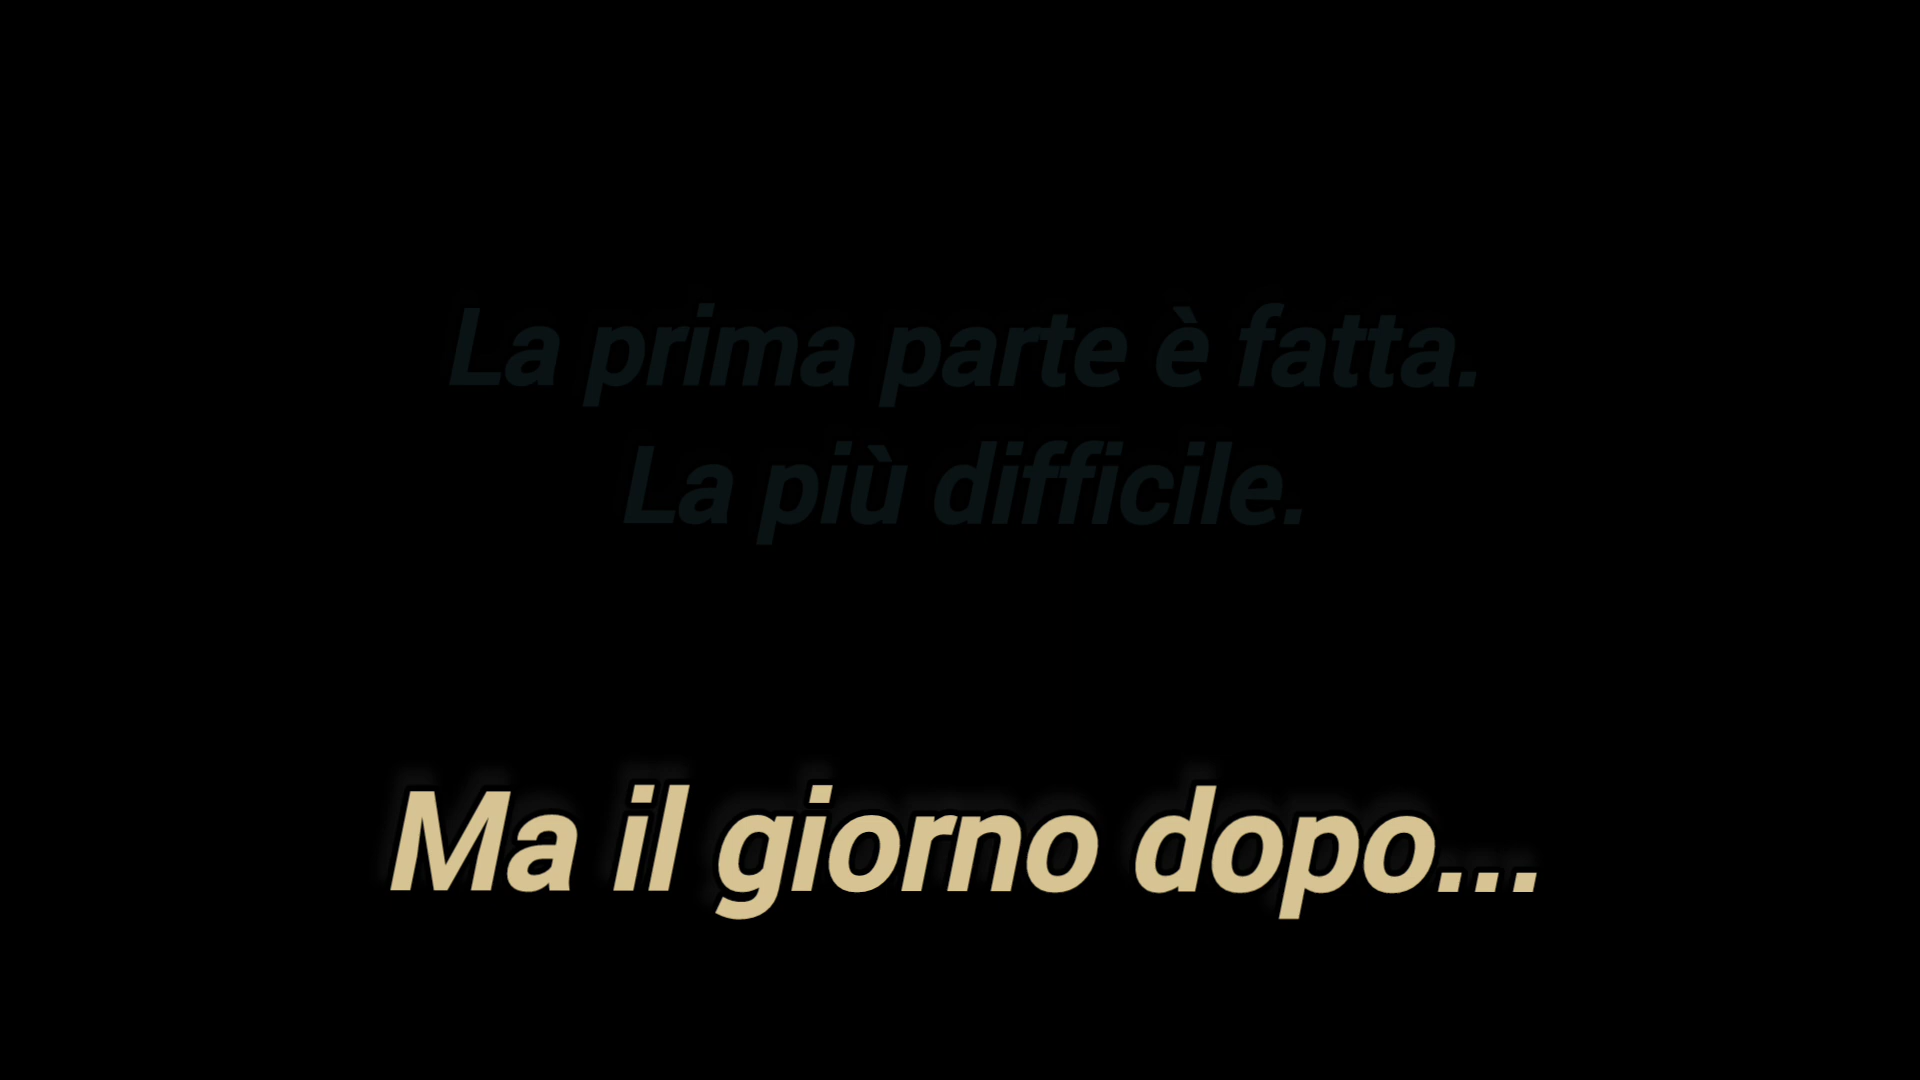 La prima parte è fatta.
La più difficile.
Ma il giorno dopo...